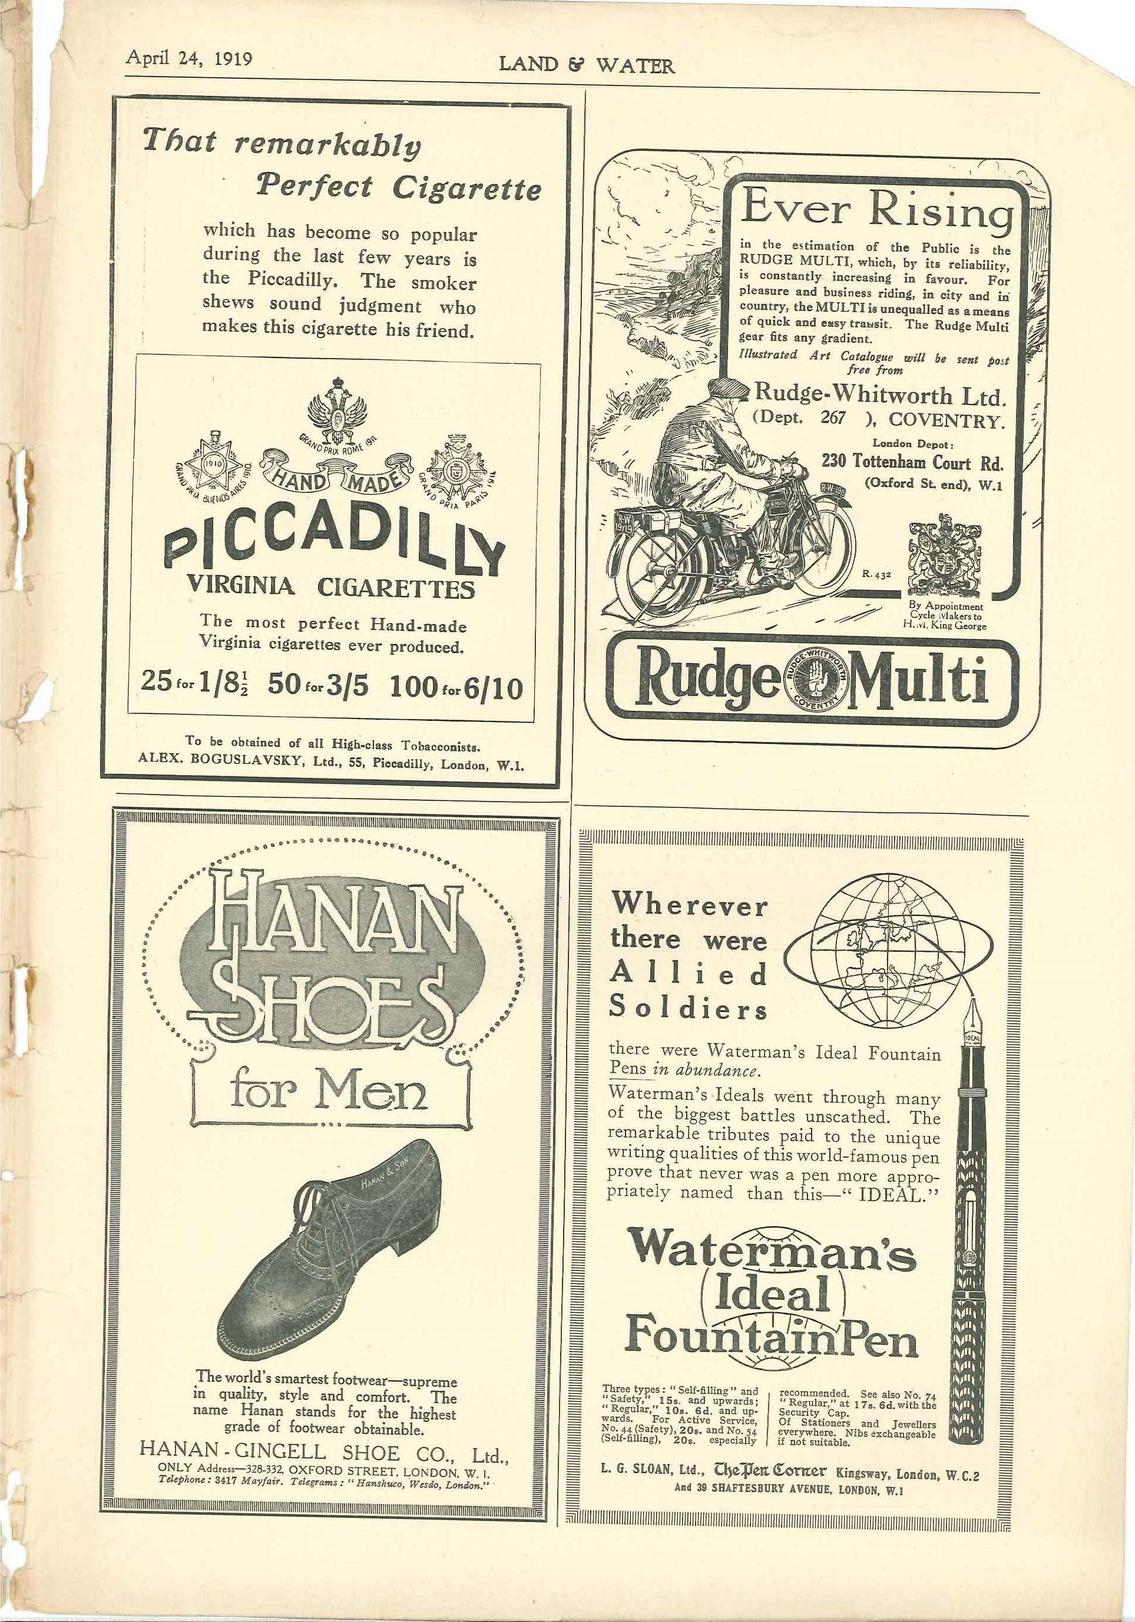 April 24, 1919
LAND & WATER
That remarkably
Perfect Cigarette
which has become so popular
during the last few years is
the Piccadilly. The smoker
shews sound judgment who
makes this cigarette his friend.
GRAND PRIX ROME 1911
1910
GRAND PRIX BUENOS AIRES 1910
HAND MADE
GRAND PRIX PARIS 1914
PICCADILLY
VIRGINIA CIGARETTES
The most perfect Hand-made
Virginia cigarettes ever produced.
25 for 1/8½ 50 for 3/5 100 for 6/10
To be obtained of all High-class Tobacconists.
ALEX. BOGUSLAVSKY, Ltd., 55, Piccadilly, London, W.1.
Ever Rising
in the estimation of the Public is the
RUDGE MULTI, which, by its reliability,
is constantly increasing in favour. For
pleasure and business riding, in city and in
country, the MULTI is unequalled as a means
of quick and easy transit. The Rudge Multi
gear fits any gradient.
Illustrated Art Catalogue will be sent post
free from
Rudge-Whitworth Ltd.
(Dept. 267 ), COVENTRY.
London Depot:
230 Tottenham Court Rd.
(Oxford St. end), W.1
R-W
1919
R. 432
By Appointment
Cycle Makers to
H.M. King George
Rudge Multi
RUDGE-WHITWORTH
COVENTRY
HANAN
SHOES
for Men
HANAN & SON
The world's smartest footwear—supreme
in quality, style and comfort. The
name Hanan stands for the highest
grade of footwear obtainable.
HANAN-GINGELL SHOE CO., Ltd.,
ONLY Address—328-332, OXFORD STREET, LONDON, W. 1.
Telephone: 3417 Mayfair. Telegrams: "Hanshuco, Wesdo, London."
Wherever
there were
Allied
Soldiers
there were Waterman's Ideal Fountain
Pens in abundance.
Waterman's Ideals went through many
of the biggest battles unscathed. The
remarkable tributes paid to the unique
writing qualities of this world-famous pen
prove that never was a pen more appro-
priately named than this—" IDEAL."
IDEAL
Waterman's
Ideal
Fountain Pen
Three types: "Self-filling" and
"Safety," 15s. and upwards;
"Regular," 10s. 6d. and up-
wards. For Active Service,
No. 44 (Safety), 20s. and No. 54
(Self-filling), 20s. especially
recommended. See also No. 74
"Regular," at 17s. 6d. with the
Security Cap.
Of Stationers and Jewellers
everywhere. Nibs exchangeable
if not suitable.
L. G. SLOAN, Ltd., The Pen Corner Kingsway, London, W.C.2
And 39 SHAFTESBURY AVENUE, LONDON, W.1